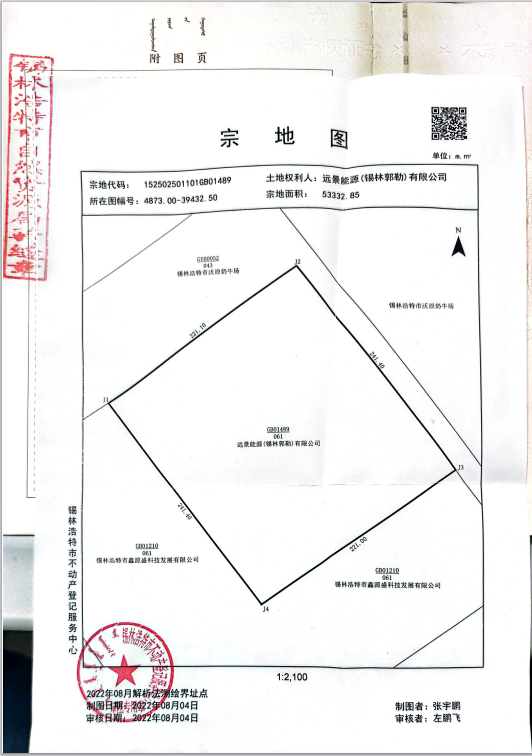 附 图 页
宗 地 图
单位：m.㎡
宗地代码： 152502501101GB01489
土地权利人：远景能源(锡林郭勒)有限公司
所在图幅号：4873.00-39432.50
宗地面积： 53332.85
N
GE00052
043
锡林浩特市沃原奶牛场
J2
锡林浩特市沃原奶牛场
221.10
241.40
J1
GB01489
061
远景能源(锡林郭勒)有限公司
J3
241.40
221.00
GB01210
061
锡林浩特市鑫源盛科技发展有限公司
GB01210
061
锡林浩特市鑫源盛科技发展有限公司
J4
锡林浩特市不动产登记服务中心
1:2,100
2022年08月解析法测绘界址点
制图日期：2022年08月04日
审核日期：2022年08月04日
制图者：张宇鹏
审核者：左鹏飞